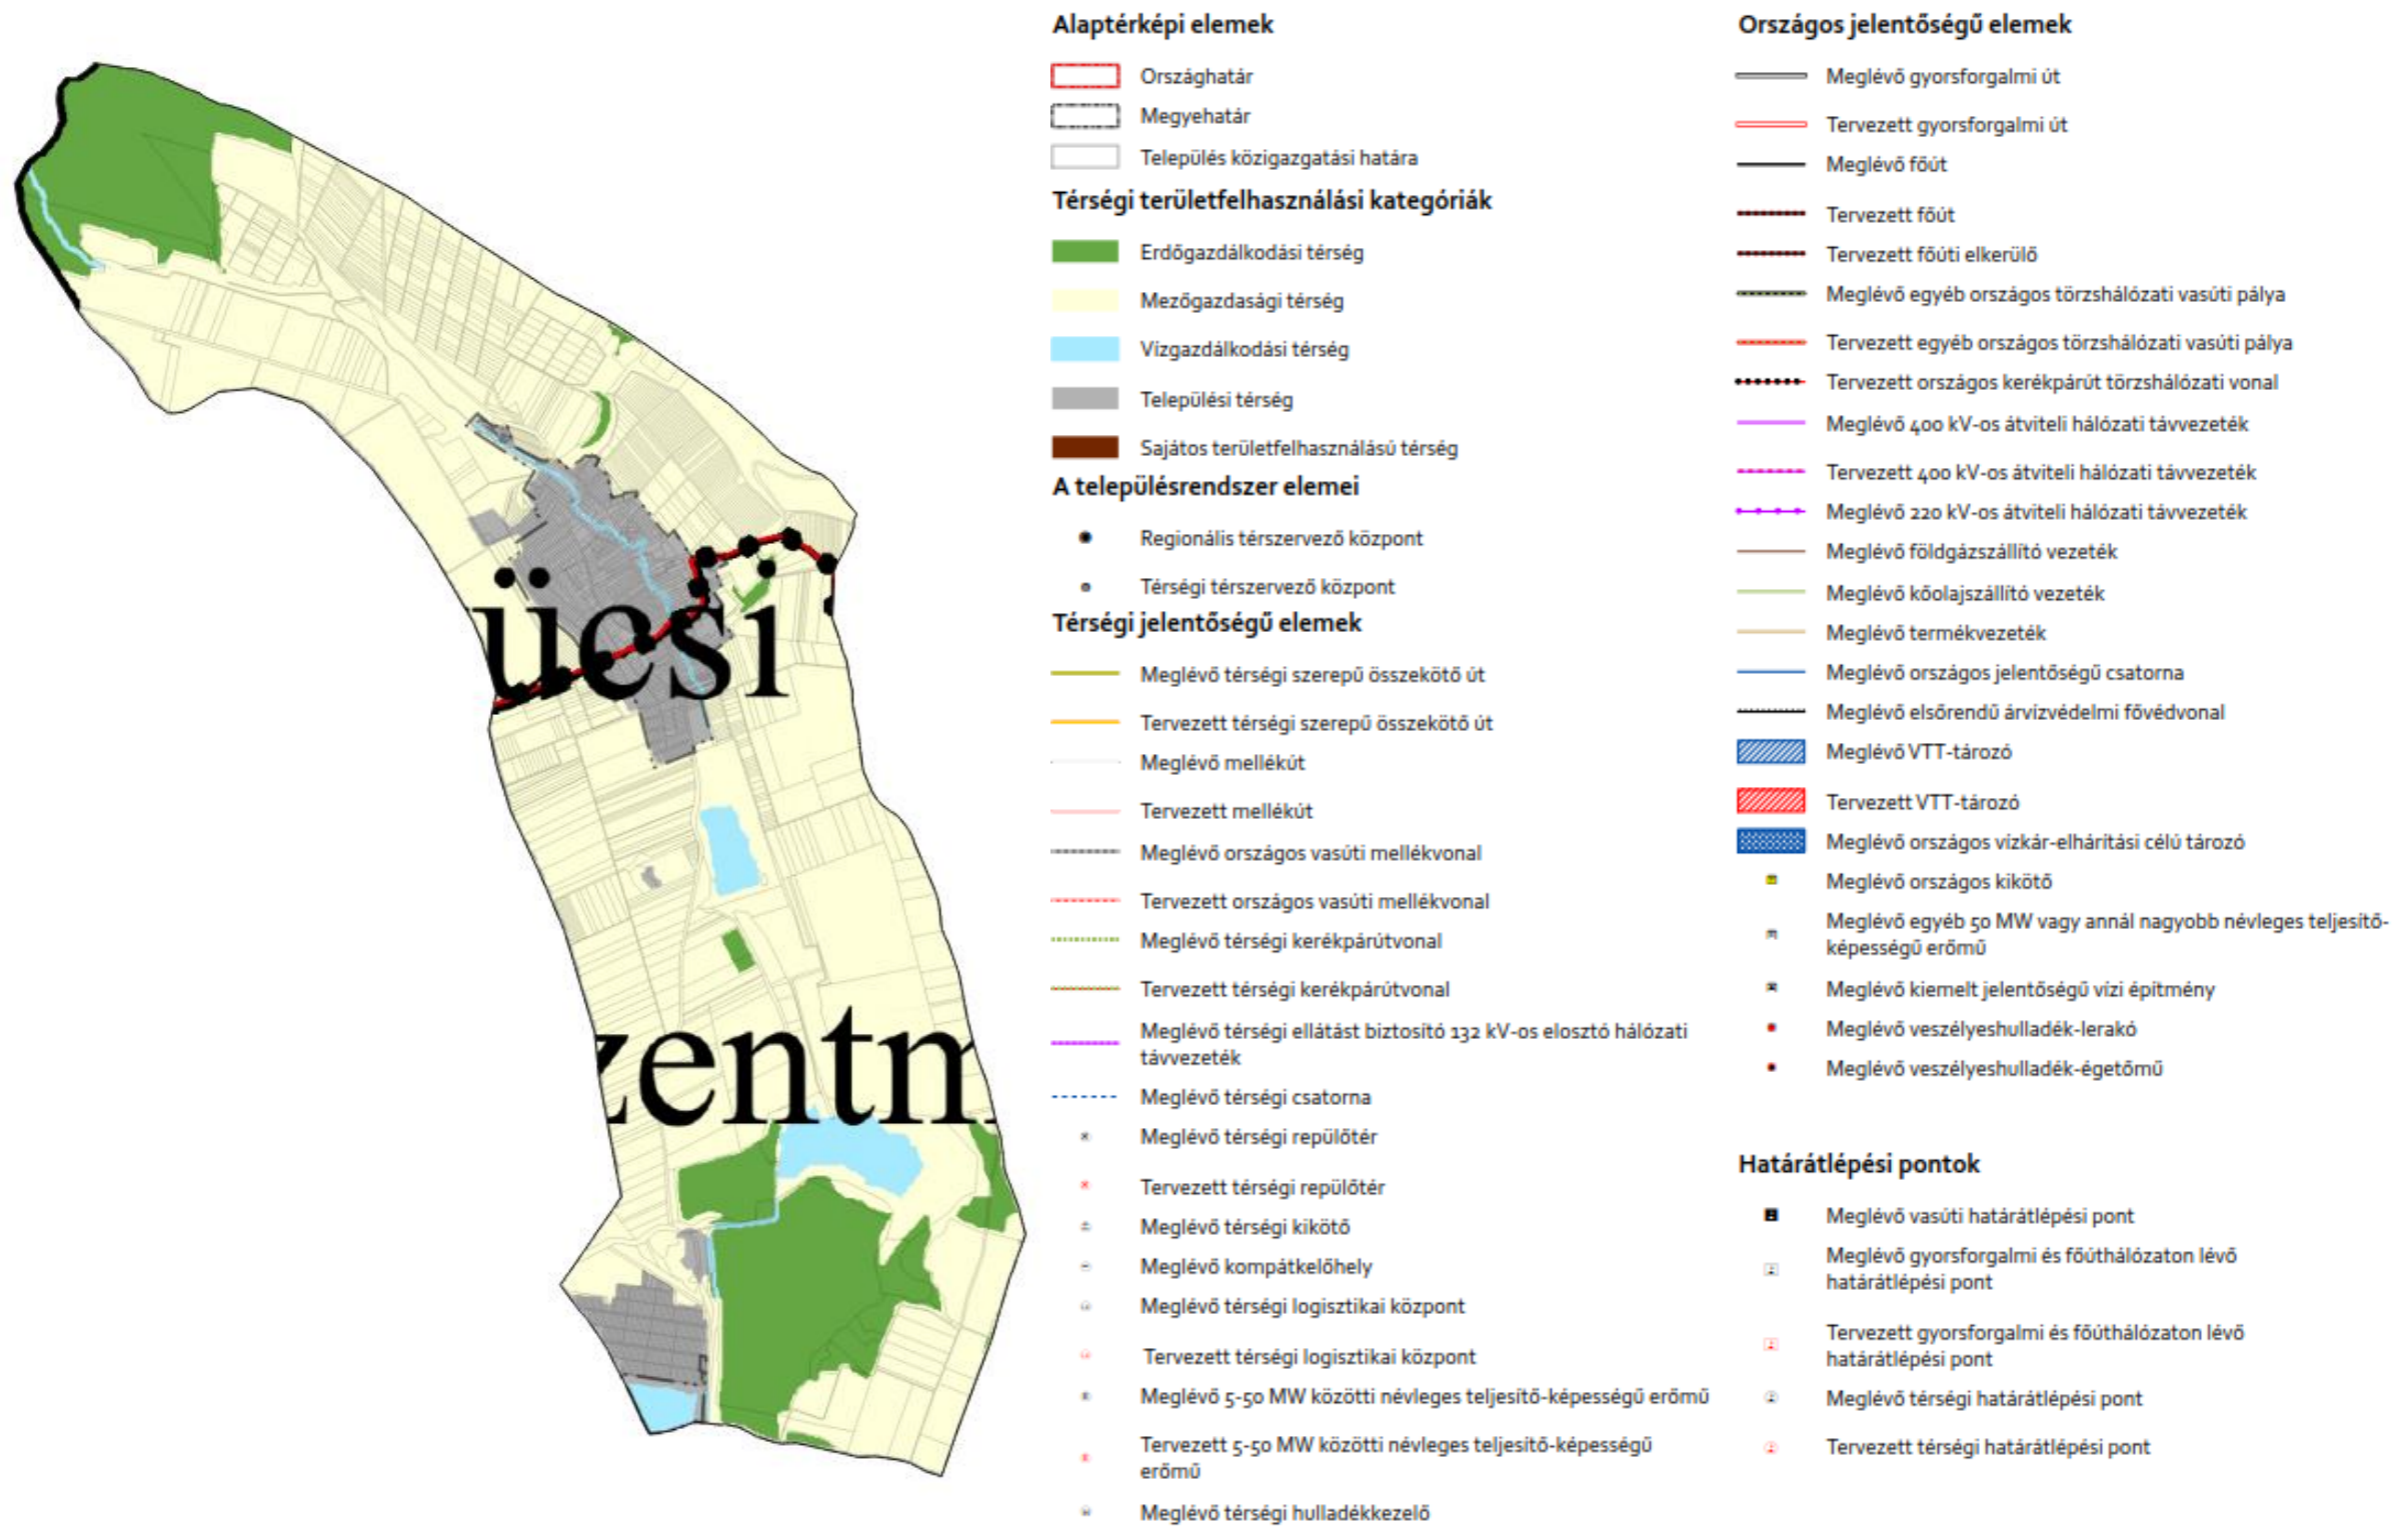 ücsi
zentm
Alaptérképi elemek
Országhatár
Megyehatár
Település közigazgatási határa
Térségi területfelhasználási kategóriák
Erdőgazdálkodási térség
Mezőgazdasági térség
Vízgazdálkodási térség
Települési térség
Sajátos területfelhasználású térség
A településrendszer elemei
Regionális térszervező központ
Térségi térszervező központ
Térségi jelentőségű elemek
Meglévő térségi szerepű összekötő út
Tervezett térségi szerepű összekötő út
Meglévő mellékút
Tervezett mellékút
Meglévő országos vasúti mellékvonal
Tervezett országos vasúti mellékvonal
Meglévő térségi kerékpárútvonal
Tervezett térségi kerékpárútvonal
Meglévő térségi ellátást biztosító 132 kV-os elosztó hálózati
távvezeték
Meglévő térségi csatorna
Meglévő térségi repülőtér
Tervezett térségi repülőtér
Meglévő térségi kikötő
Meglévő kompátkelőhely
Meglévő térségi logisztikai központ
Tervezett térségi logisztikai központ
Meglévő 5-50 MW közötti névleges teljesítő-képességű erőmű
Tervezett 5-50 MW közötti névleges teljesítő-képességű
erőmű
Meglévő térségi hulladékkezelő
Országos jelentőségű elemek
Meglévő gyorsforgalmi út
Tervezett gyorsforgalmi út
Meglévő főút
Tervezett főút
Tervezett főúti elkerülő
Meglévő egyéb országos törzshálózati vasúti pálya
Tervezett egyéb országos törzshálózati vasúti pálya
Tervezett országos kerékpárút törzshálózati vonal
Meglévő 400 kV-os átviteli hálózati távvezeték
Tervezett 400 kV-os átviteli hálózati távvezeték
Meglévő 220 kV-os átviteli hálózati távvezeték
Meglévő földgázszállító vezeték
Meglévő kőolajszállító vezeték
Meglévő termékvezeték
Meglévő országos jelentőségű csatorna
Meglévő elsőrendű árvízvédelmi fővédvonal
Meglévő VTT-tározó
Tervezett VTT-tározó
Meglévő országos vízkár-elhárítási célú tározó
Meglévő országos kikötő
Meglévő egyéb 50 MW vagy annál nagyobb névleges teljesítő-
képességű erőmű
Meglévő kiemelt jelentőségű vízi építmény
Meglévő veszélyeshulladék-lerakó
Meglévő veszélyeshulladék-égetőmű
Határátlépési pontok
Meglévő vasúti határátlépési pont
Meglévő gyorsforgalmi és főúthálózaton lévő
határátlépési pont
Tervezett gyorsforgalmi és főúthálózaton lévő
határátlépési pont
Meglévő térségi határátlépési pont
Tervezett térségi határátlépési pont